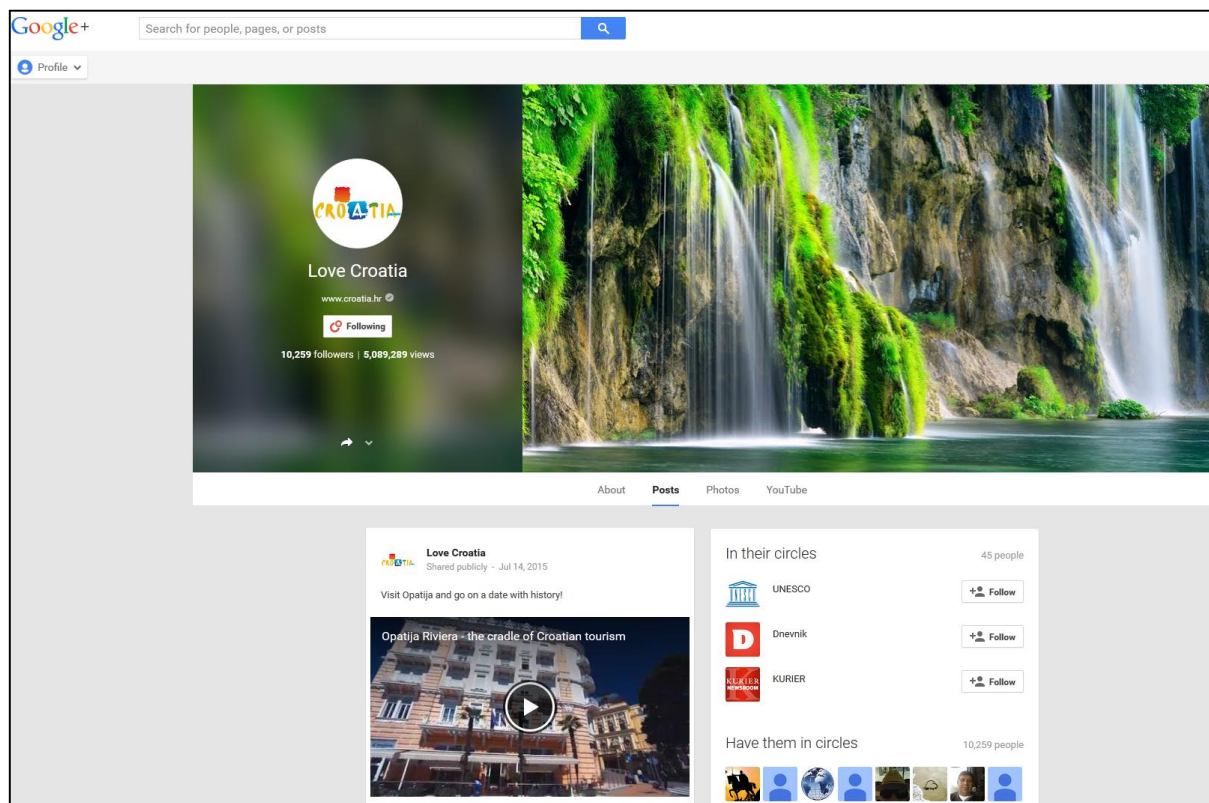 Google+
Search for people, pages, or posts
Profile
CROATIA
Love Croatia
www.croatia.hr
Following
10,259 followers | 5,089,289 views
About Posts Photos YouTube
CROATIA
Love Croatia
Shared publicly - Jul 14, 2015
Visit Opatija and go on a date with history!
Opatija Riviera - the cradle of Croatian tourism
In their circles 45 people
UNESCO Follow
D Dnevnik Follow
KURIER
NEWSROOM
KURIER Follow
Have them in circles 10,259 people